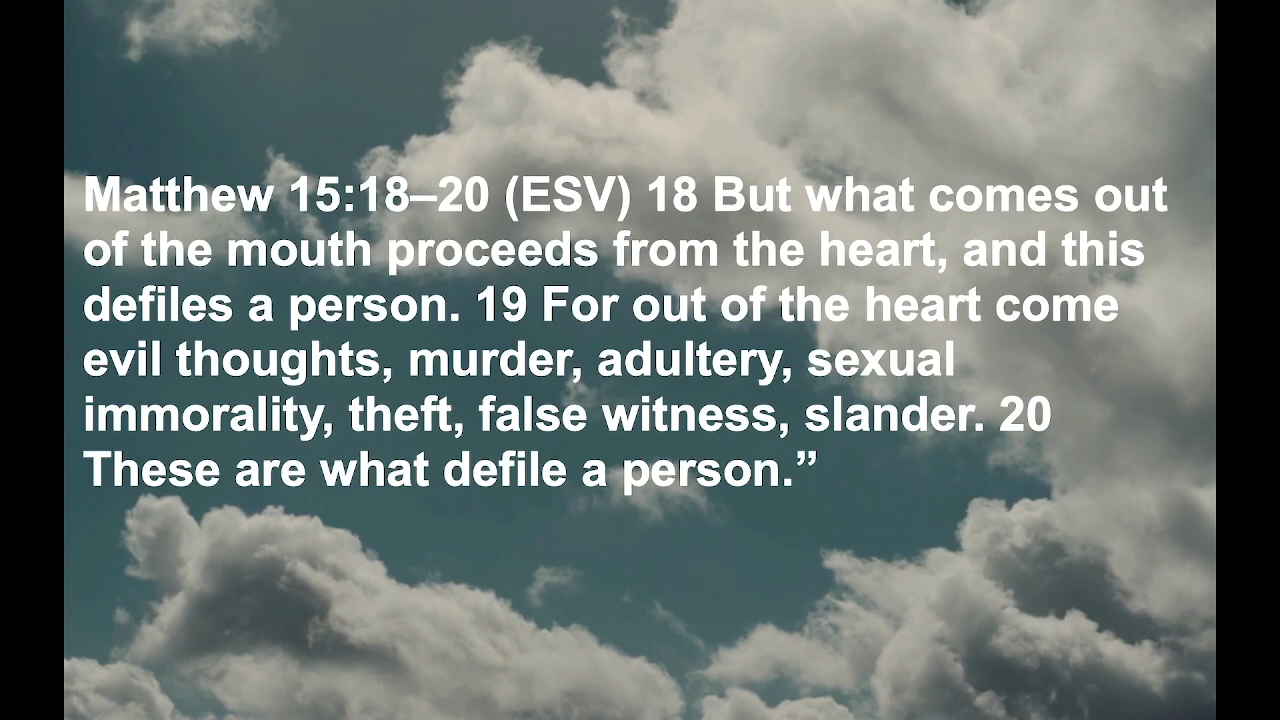 Matthew 15:18–20 (ESV) 18 But what comes out
of the mouth proceeds from the heart, and this
defiles a person. 19 For out of the heart come
evil thoughts, murder, adultery, sexual
immorality, theft, false witness, slander. 20
These are what defile a person.”